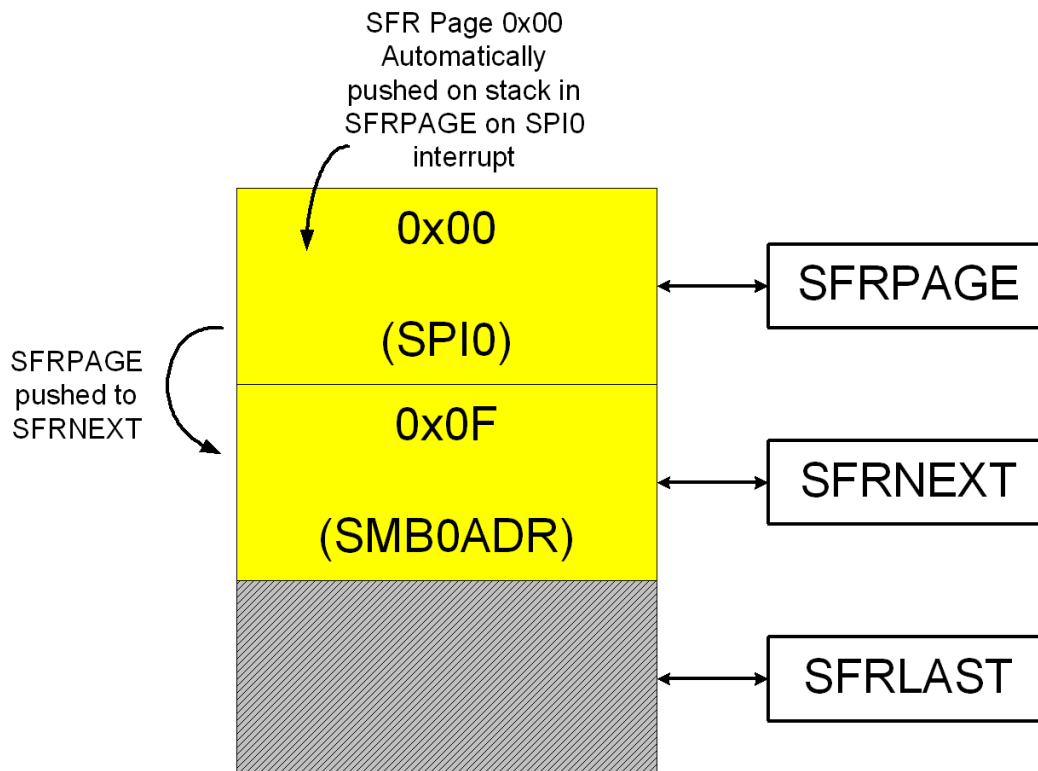 SFR Page 0x00
Automatically
pushed on stack in
SFRPAGE on SPI0
interrupt
0x00
(SPI0)
SFRPAGE
SFRPAGE
pushed to
SFRNEXT
0x0F
(SMB0ADR)
SFRNEXT
SFRLAST